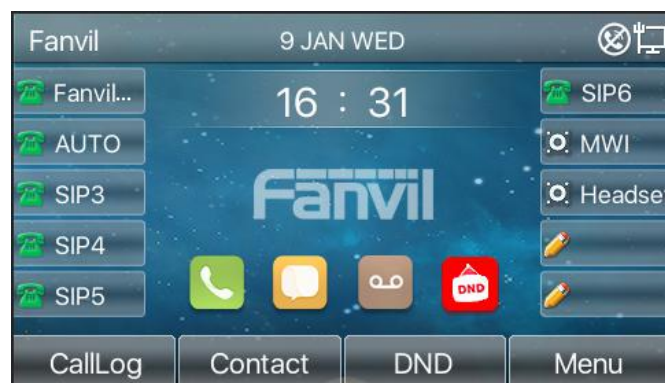 Fanvil 9 JAN WED
Fanvil... 16 : 31 SIP6
AUTO MWI
SIP3 Fanvil Headse
SIP4
SIP5 DND
CallLog Contact DND Menu